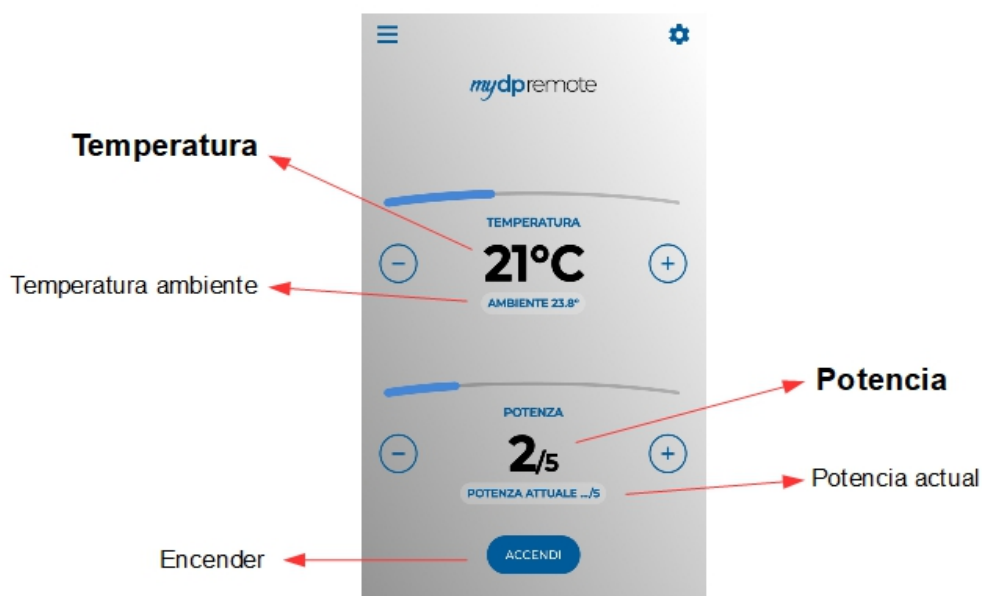 mydpremote
Temperatura
TEMPERATURA
21°C
Temperatura ambiente
AMBIENTE 23.8°
Potencia
POTENZA
2/5
Potencia actual
POTENZA ATTUALE .../5
Encender
ACCENDI